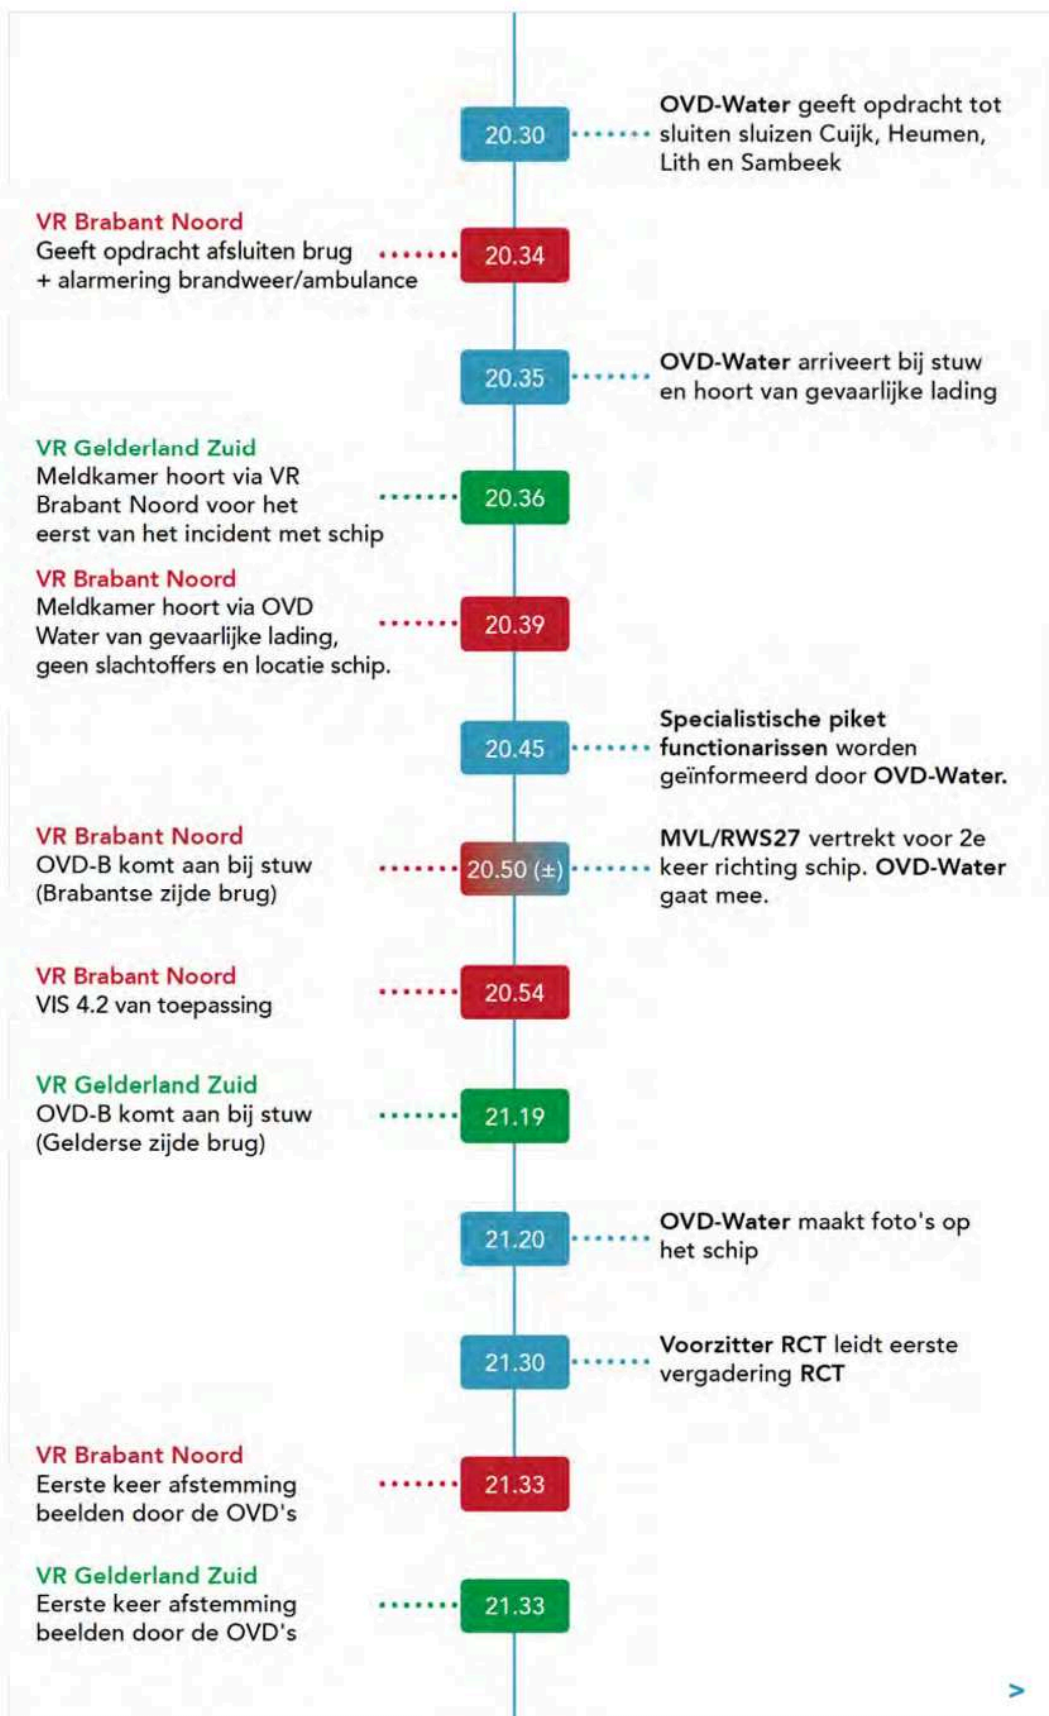 20.30
OVD-Water geeft opdracht tot
sluiten sluizen Cuijk, Heumen,
Lith en Sambeek
VR Brabant Noord
Geeft opdracht afsluiten brug
+ alarmering brandweer/ambulance
20.34
20.35
OVD-Water arriveert bij stuw
en hoort van gevaarlijke lading
VR Gelderland Zuid
Meldkamer hoort via VR
Brabant Noord voor het
eerst van het incident met schip
20.36
VR Brabant Noord
Meldkamer hoort via OVD
Water van gevaarlijke lading,
geen slachtoffers en locatie schip.
20.39
20.45
Specialistische piket
functionarissen worden
geïnformeerd door OVD-Water.
VR Brabant Noord
OVD-B komt aan bij stuw
(Brabantse zijde brug)
20.50 (±)
MVL/RWS27 vertrekt voor 2e
keer richting schip. OVD-Water
gaat mee.
VR Brabant Noord
VIS 4.2 van toepassing
20.54
VR Gelderland Zuid
OVD-B komt aan bij stuw
(Gelderse zijde brug)
21.19
21.20
OVD-Water maakt foto's op
het schip
21.30
Voorzitter RCT leidt eerste
vergadering RCT
VR Brabant Noord
Eerste keer afstemming
beelden door de OVD's
21.33
VR Gelderland Zuid
Eerste keer afstemming
beelden door de OVD's
21.33
>